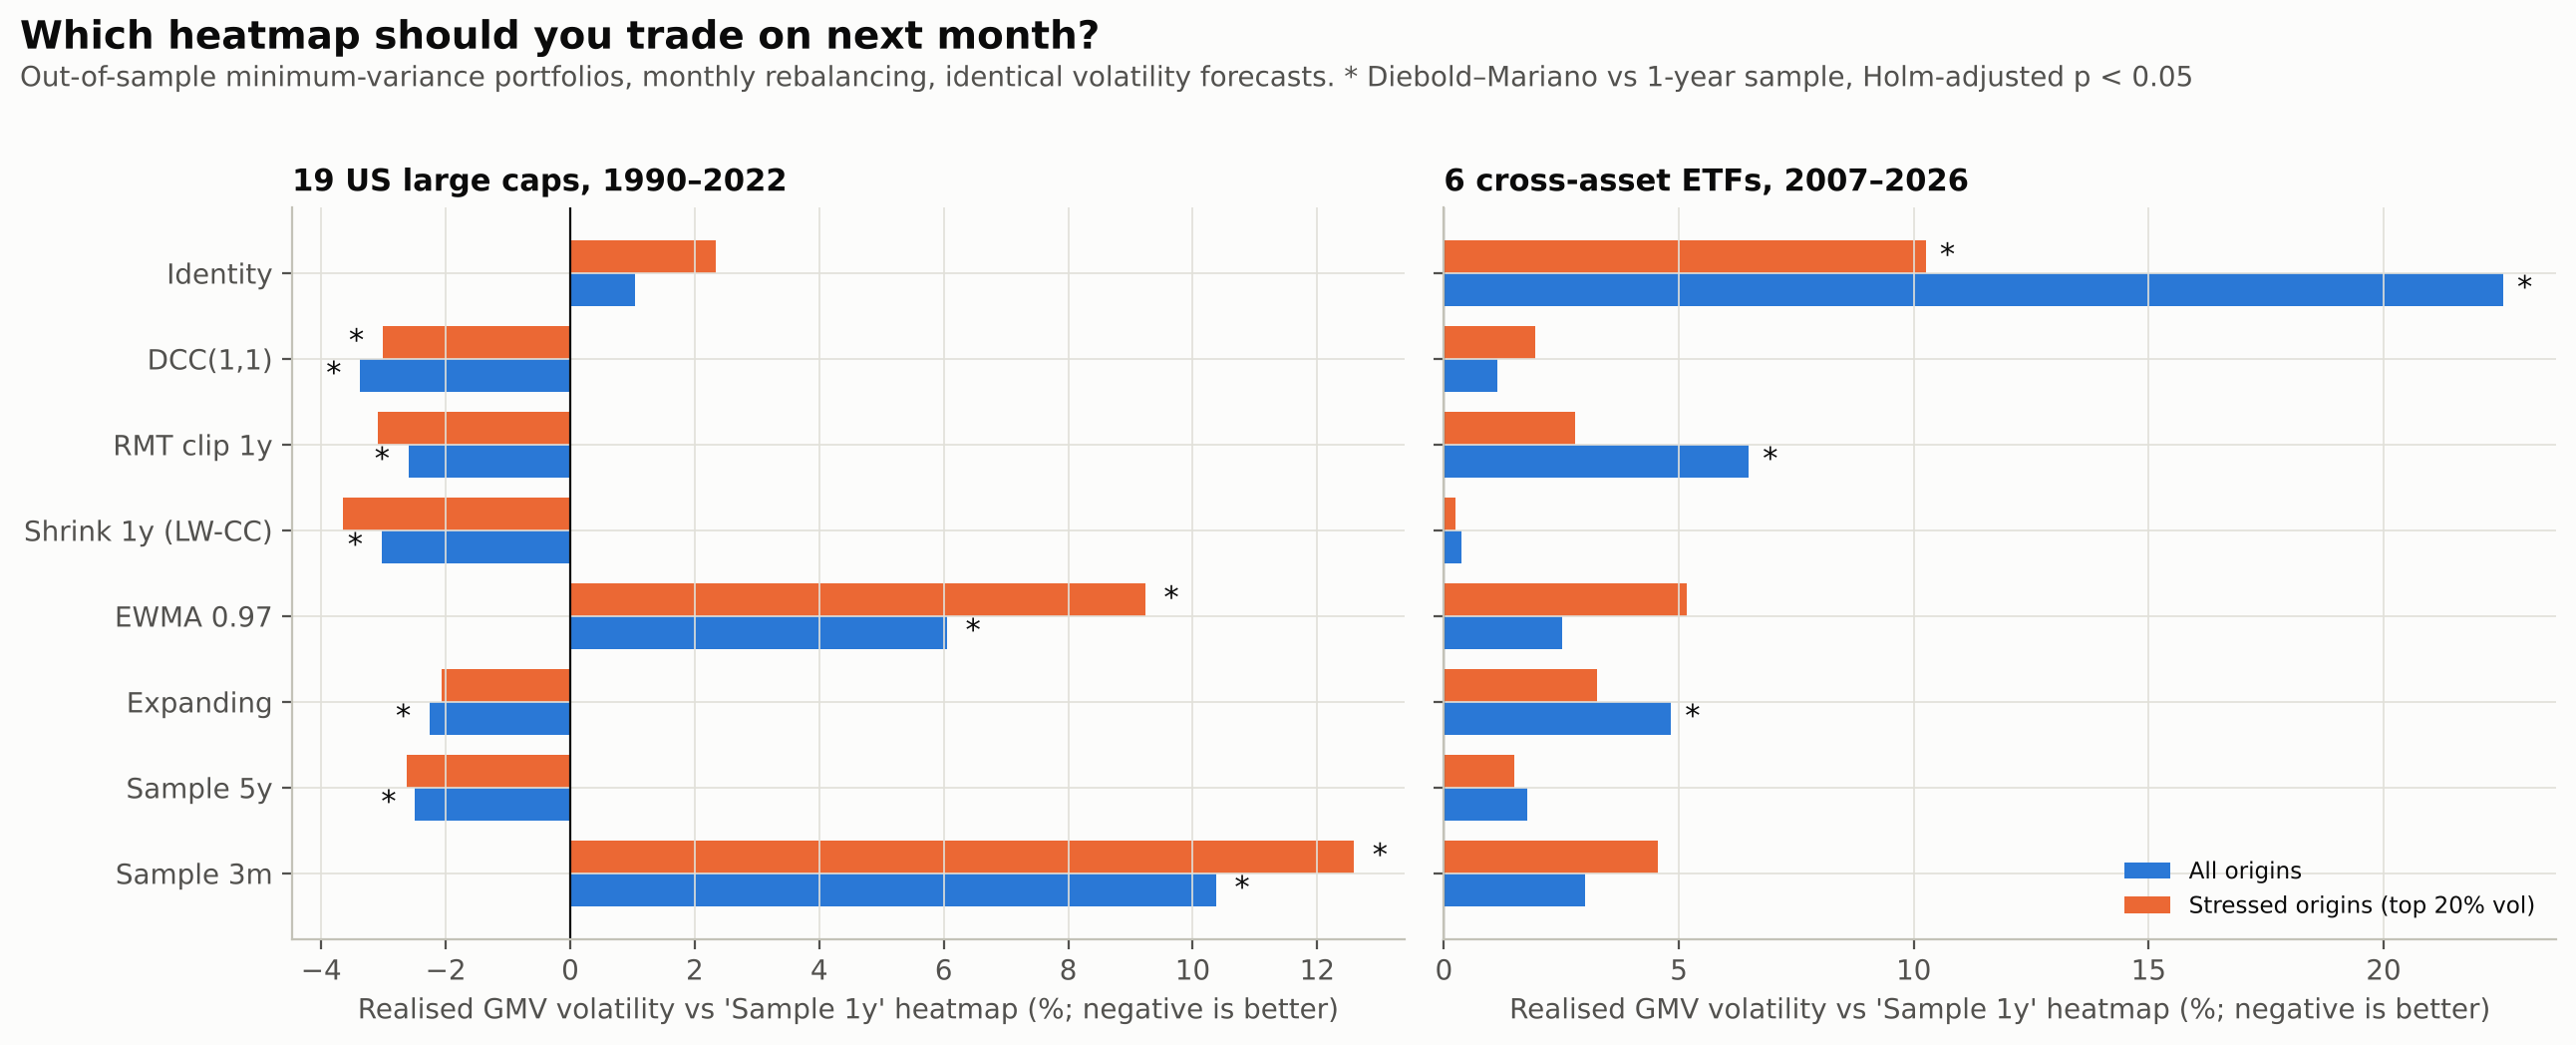 Which heatmap should you trade on next month?
Out-of-sample minimum-variance portfolios, monthly rebalancing, identical volatility forecasts. * Diebold–Mariano vs 1-year sample, Holm-adjusted p < 0.05
19 US large caps, 1990–2022
Identity
*
DCC(1,1)
*
*
RMT clip 1y
*
Shrink 1y (LW-CC)
*
EWMA 0.97
*
Expanding
*
Sample 5y
*
*
Sample 3m
*
−4 −2 0 2 4 6 8 10 12
Realised GMV volatility vs 'Sample 1y' heatmap (%; negative is better)
6 cross-asset ETFs, 2007–2026
*
*
*
*
All origins
Stressed origins (top 20% vol)
0 5 10 15 20
Realised GMV volatility vs 'Sample 1y' heatmap (%; negative is better)